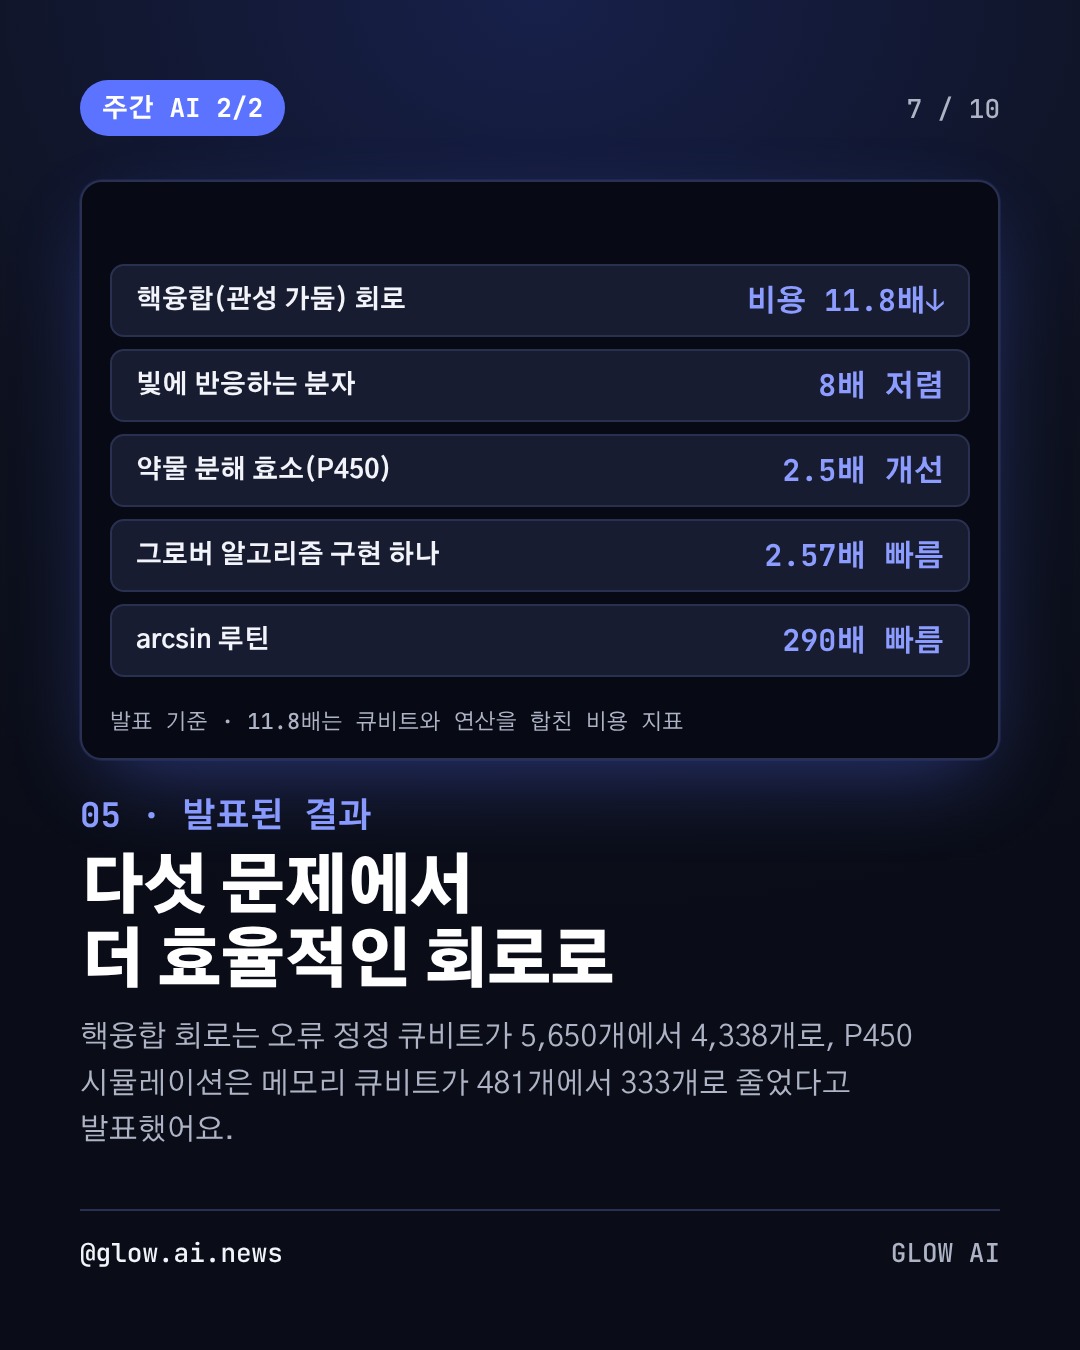 주간 AI 2/2
7 / 10
핵융합(관성 가둠) 회로
비용 11.8배↓
빛에 반응하는 분자
8배 저렴
약물 분해 효소(P450)
2.5배 개선
그로버 알고리즘 구현 하나
2.57배 빠름
arcsin 루틴
290배 빠름
발표 기준 · 11.8배는 큐비트와 연산을 합친 비용 지표
05 · 발표된 결과
다섯 문제에서
더 효율적인 회로로
핵융합 회로는 오류 정정 큐비트가 5,650개에서 4,338개로, P450
시뮬레이션은 메모리 큐비트가 481개에서 333개로 줄었다고
발표했어요.
@glow.ai.news
GLOW AI